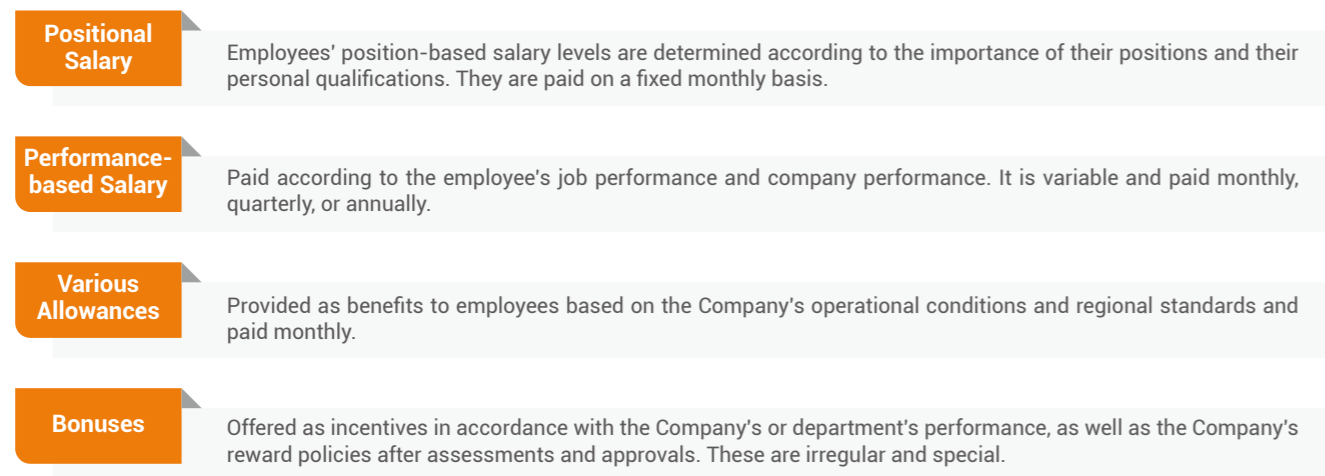 Positional
Salary
Employees' position-based salary levels are determined according to the importance of their positions and their
personal qualifications. They are paid on a fixed monthly basis.
Performance-
based Salary
Paid according to the employee's job performance and company performance. It is variable and paid monthly,
quarterly, or annually.
Various
Allowances
Provided as benefits to employees based on the Company's operational conditions and regional standards and
paid monthly.
Bonuses
Offered as incentives in accordance with the Company's or department's performance, as well as the Company's
reward policies after assessments and approvals. These are irregular and special.